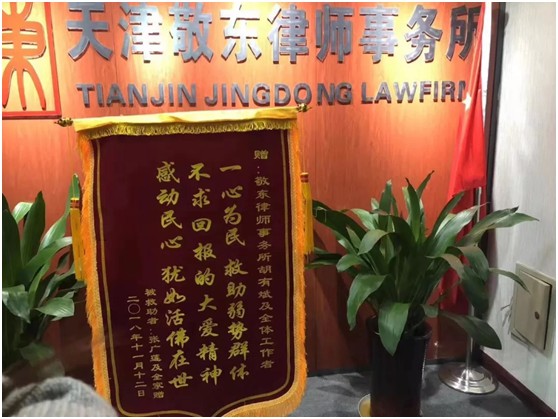 天津敬东律师事务所
TIANJIN JINGDONG LAWFIRM
赠：敬东律师事务所胡有斌及全体工作者
一心为民 救助弱势群体
不求回报的大爱精神
感动民心 犹如活佛在世
被救助者：张广莲及全家赠
二〇一八年十一月十二日